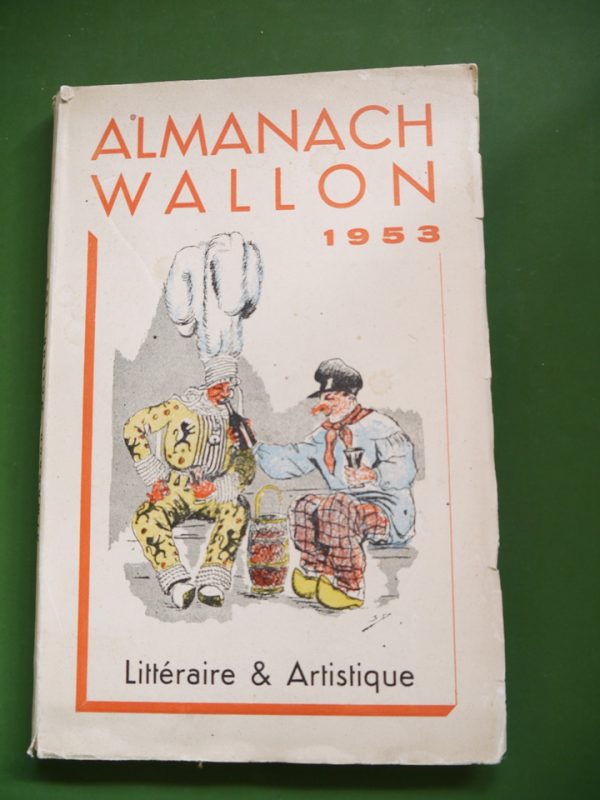 ALMANACH
WALLON
1953
Littéraire & Artistique